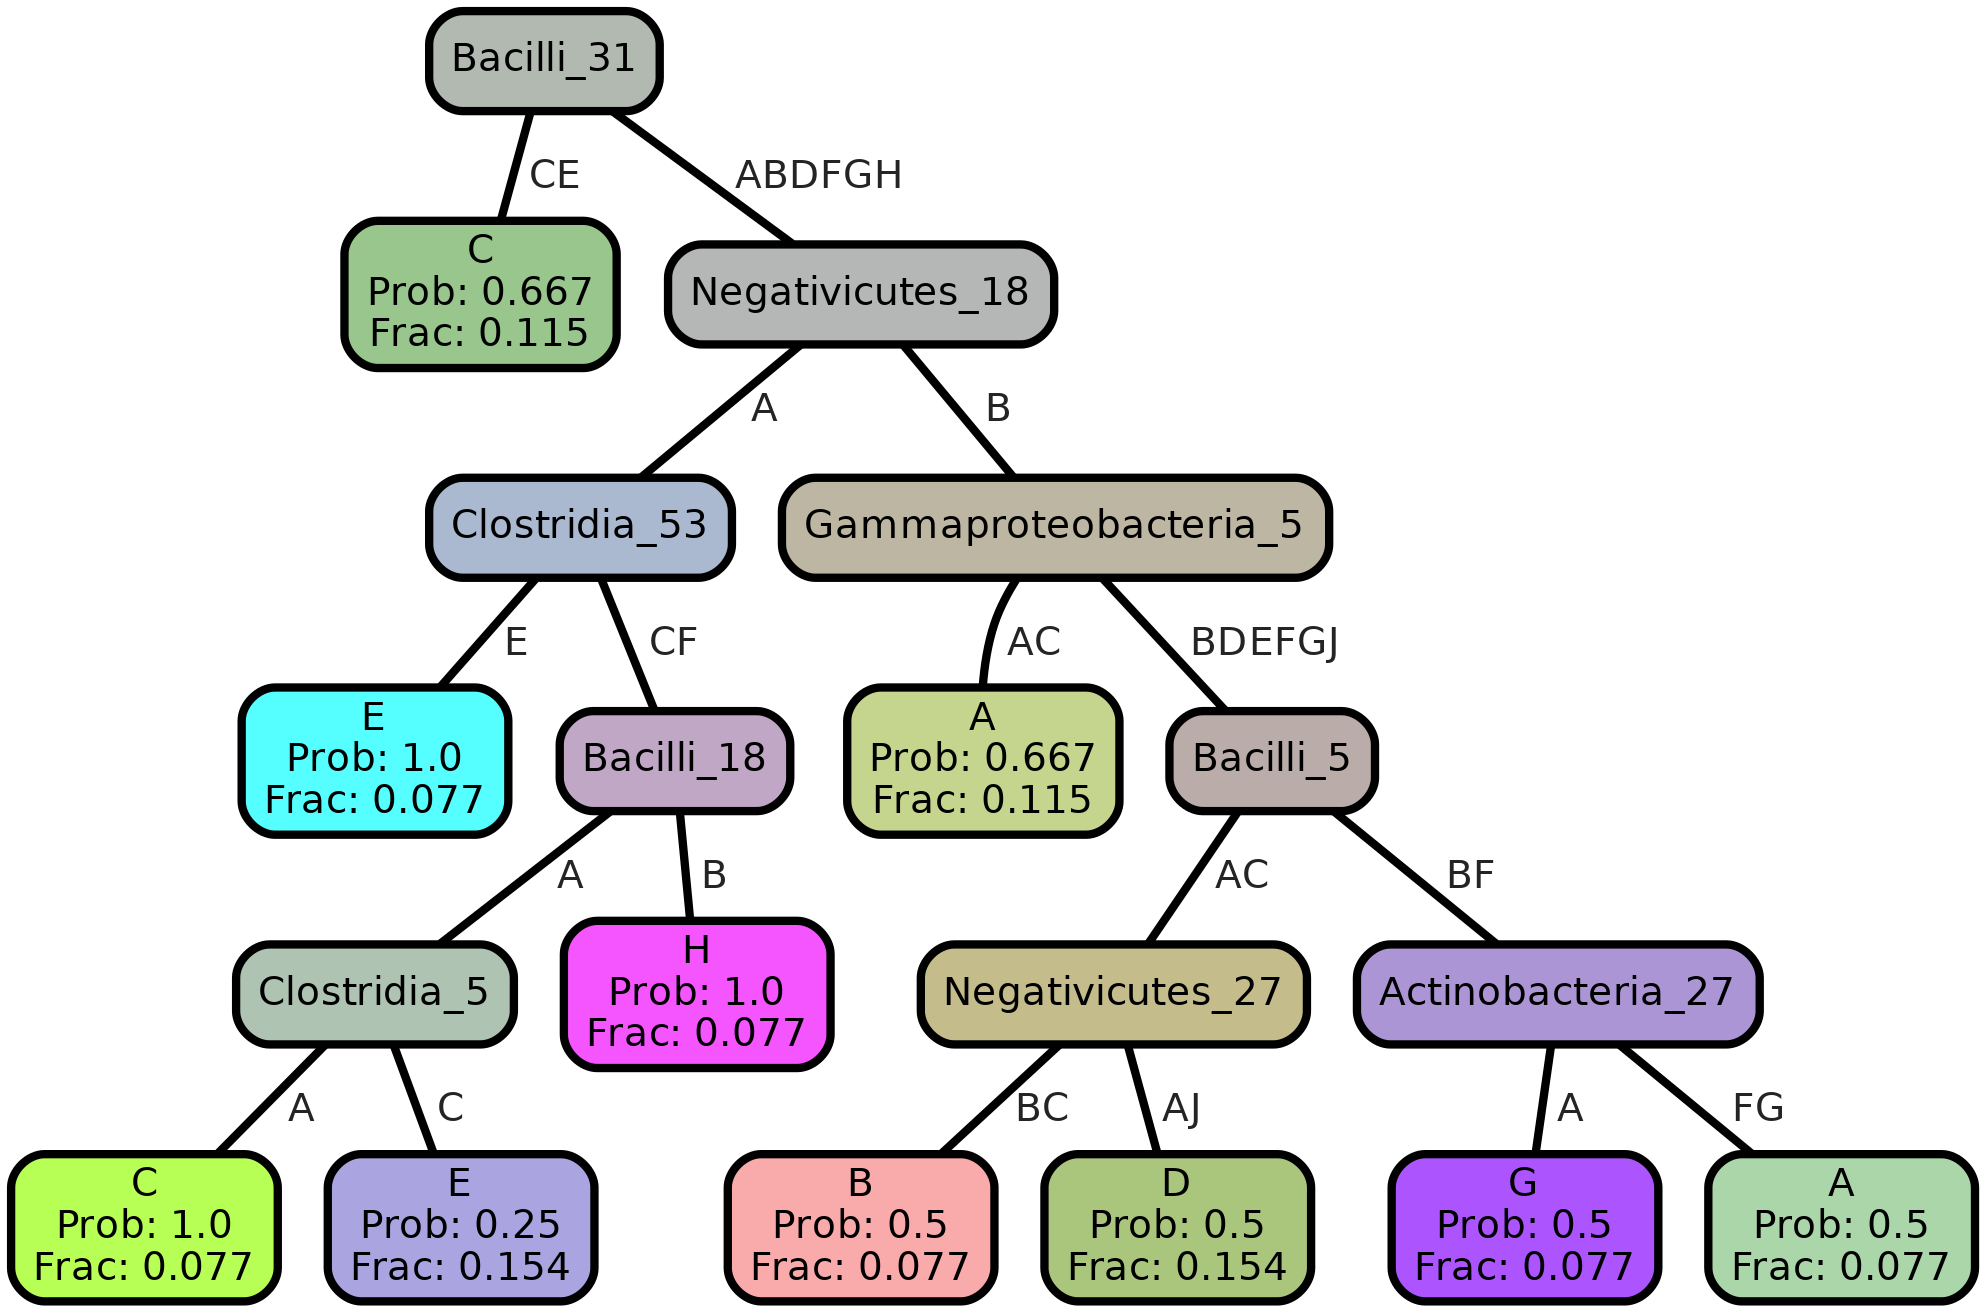 Bacilli_31
CE
ABDFGH
C
Prob: 0.667
Frac: 0.115
Negativicutes_18
A
B
Clostridia_53
Gammaproteobacteria_5
E
CF
AC
BDEFGJ
E
Prob: 1.0
Frac: 0.077
Bacilli_18
A
Prob: 0.667
Frac: 0.115
Bacilli_5
A
B
AC
BF
Clostridia_5
H
Prob: 1.0
Frac: 0.077
Negativicutes_27
Actinobacteria_27
A
C
BC
AJ
A
FG
C
Prob: 1.0
Frac: 0.077
E
Prob: 0.25
Frac: 0.154
B
Prob: 0.5
Frac: 0.077
D
Prob: 0.5
Frac: 0.154
G
Prob: 0.5
Frac: 0.077
A
Prob: 0.5
Frac: 0.077